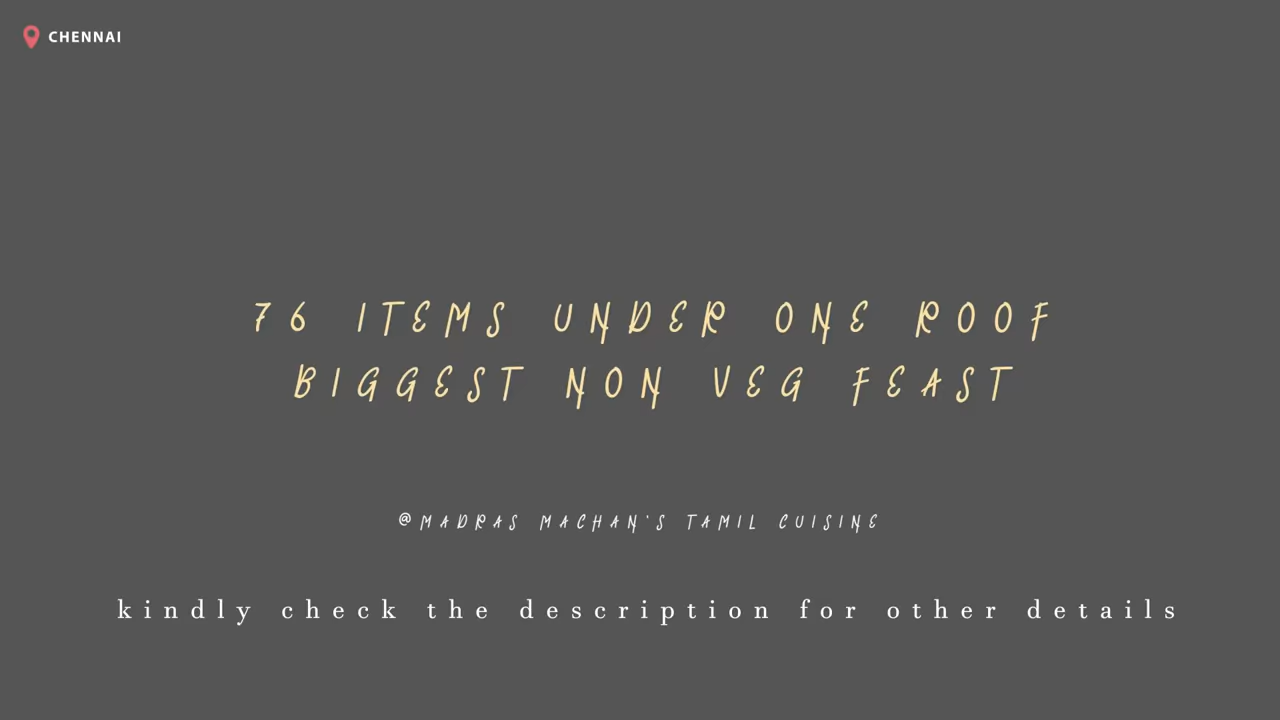 CHENNAI
76 ITEMS UNDER ONE ROOF
BIGGEST NON VEG FEAST
@MADRAS MACHAN'S TAMIL CUISINE
kindly check the description for other details